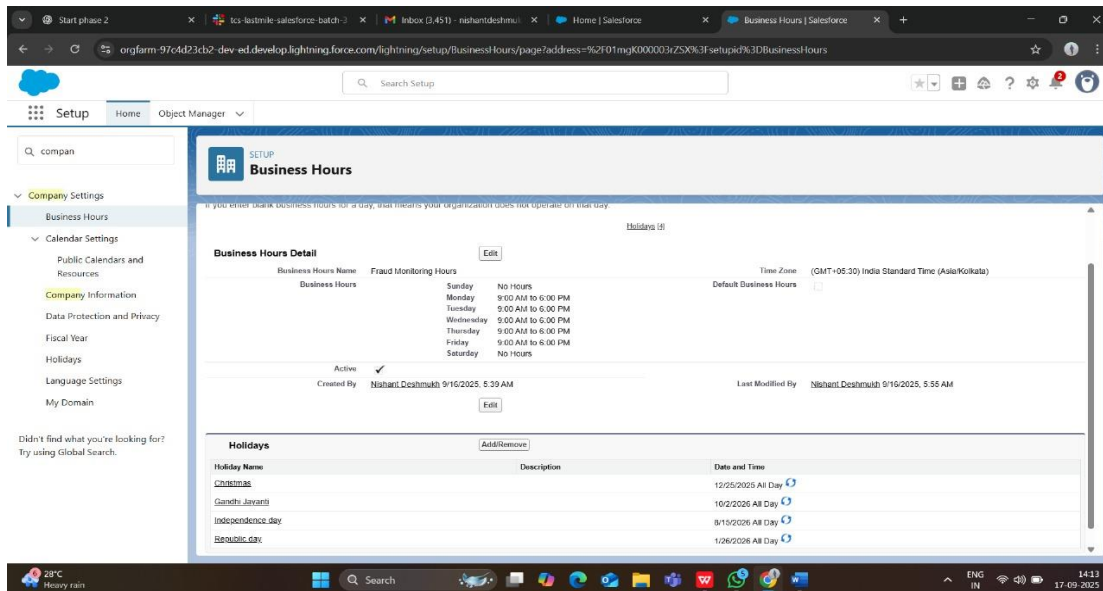 Start phase 2
tcs-lastmile-salesforce-batch-3
Inbox (3,451) - nishantdeshmuk
Home | Salesforce
Business Hours | Salesforce
orgfarm-97c4d23cb2-dev-ed.develop.lightning.force.com/lightning/setup/BusinessHours/page?address=%2F01mgK000003rZSX%3Fsetupid%3DBusinessHours
Search Setup
2
Setup Home Object Manager
compan
Company Settings
Business Hours
Calendar Settings
Public Calendars and
Resources
Company Information
Data Protection and Privacy
Fiscal Year
Holidays
Language Settings
My Domain
Didn't find what you're looking for?
Try using Global Search.
SETUP
Business Hours
If you enter blank business hours for a day, that means your organization does not operate on that day.
Holidays [4]
Business Hours Detail Edit
Business Hours Name Fraud Monitoring Hours Time Zone (GMT+05:30) India Standard Time (Asia/Kolkata)
Business Hours Sunday No Hours Default Business Hours
Monday 9:00 AM to 6:00 PM
Tuesday 9:00 AM to 6:00 PM
Wednesday 9:00 AM to 6:00 PM
Thursday 9:00 AM to 6:00 PM
Friday 9:00 AM to 6:00 PM
Saturday No Hours
Active
Created By Nishant Deshmukh 9/16/2025, 5:39 AM Last Modified By Nishant Deshmukh 9/16/2025, 5:55 AM
Edit
Holidays Add/Remove
Holiday Name Description Date and Time
Christmas 12/25/2025 All Day
Gandhi Jayanti 10/2/2026 All Day
Independence day 8/15/2026 All Day
Republic day 1/26/2026 All Day
28°C
Heavy rain
Search
ENG
IN
14:13
17-09-2025